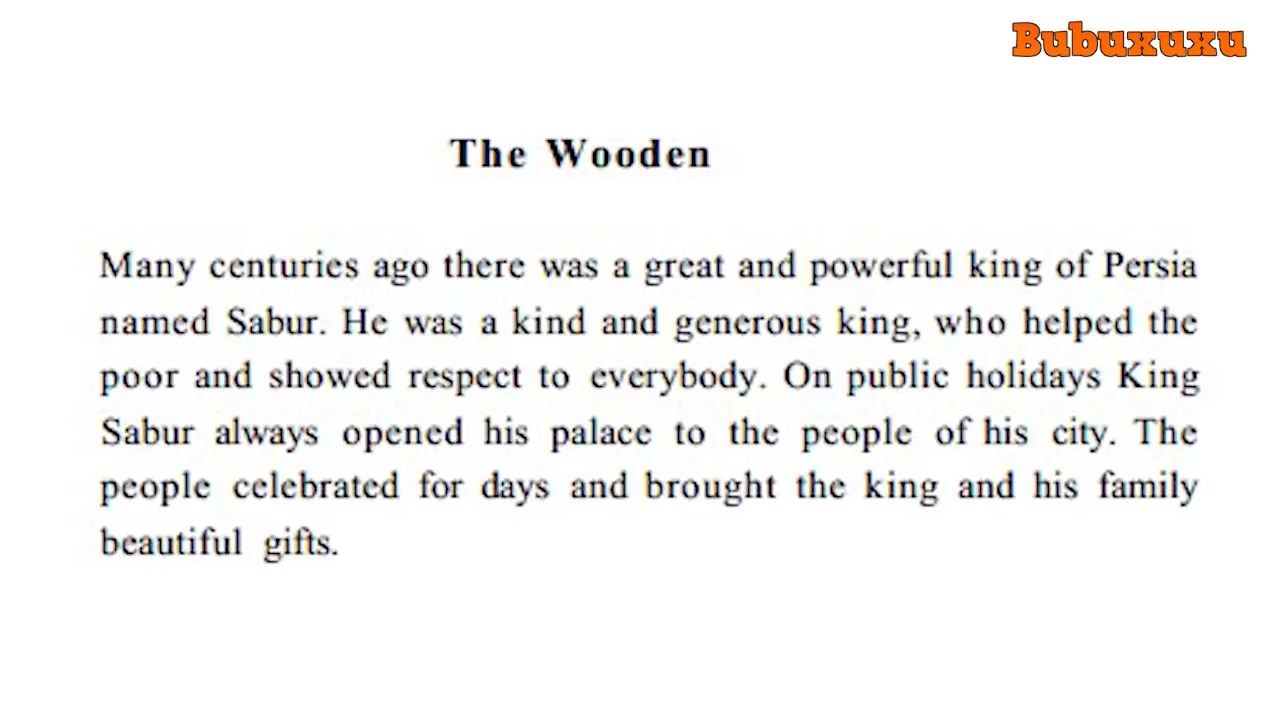 Bubuxuxu
The Wooden
Many centuries ago there was a great and powerful king of Persia
named Sabur. He was a kind and generous king, who helped the
poor and showed respect to everybody. On public holidays King
Sabur always opened his palace to the people of his city. The
people celebrated for days and brought the king and his family
beautiful gifts.